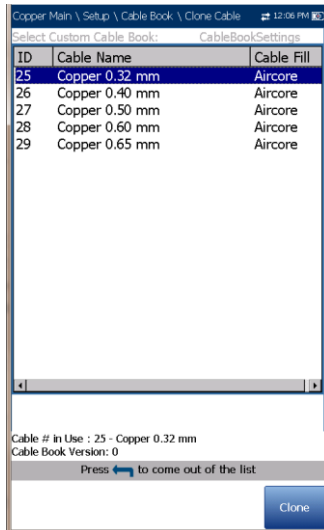 Copper Main \ Setup \ Cable Book \ Clone Cable 12:06 PM
Select Custom Cable Book: CableBookSettings
ID Cable Name Cable Fill
25 Copper 0.32 mm Aircore
26 Copper 0.40 mm Aircore
27 Copper 0.50 mm Aircore
28 Copper 0.60 mm Aircore
29 Copper 0.65 mm Aircore
Cable # in Use : 25 - Copper 0.32 mm
Cable Book Version: 0
Press to come out of the list
Clone